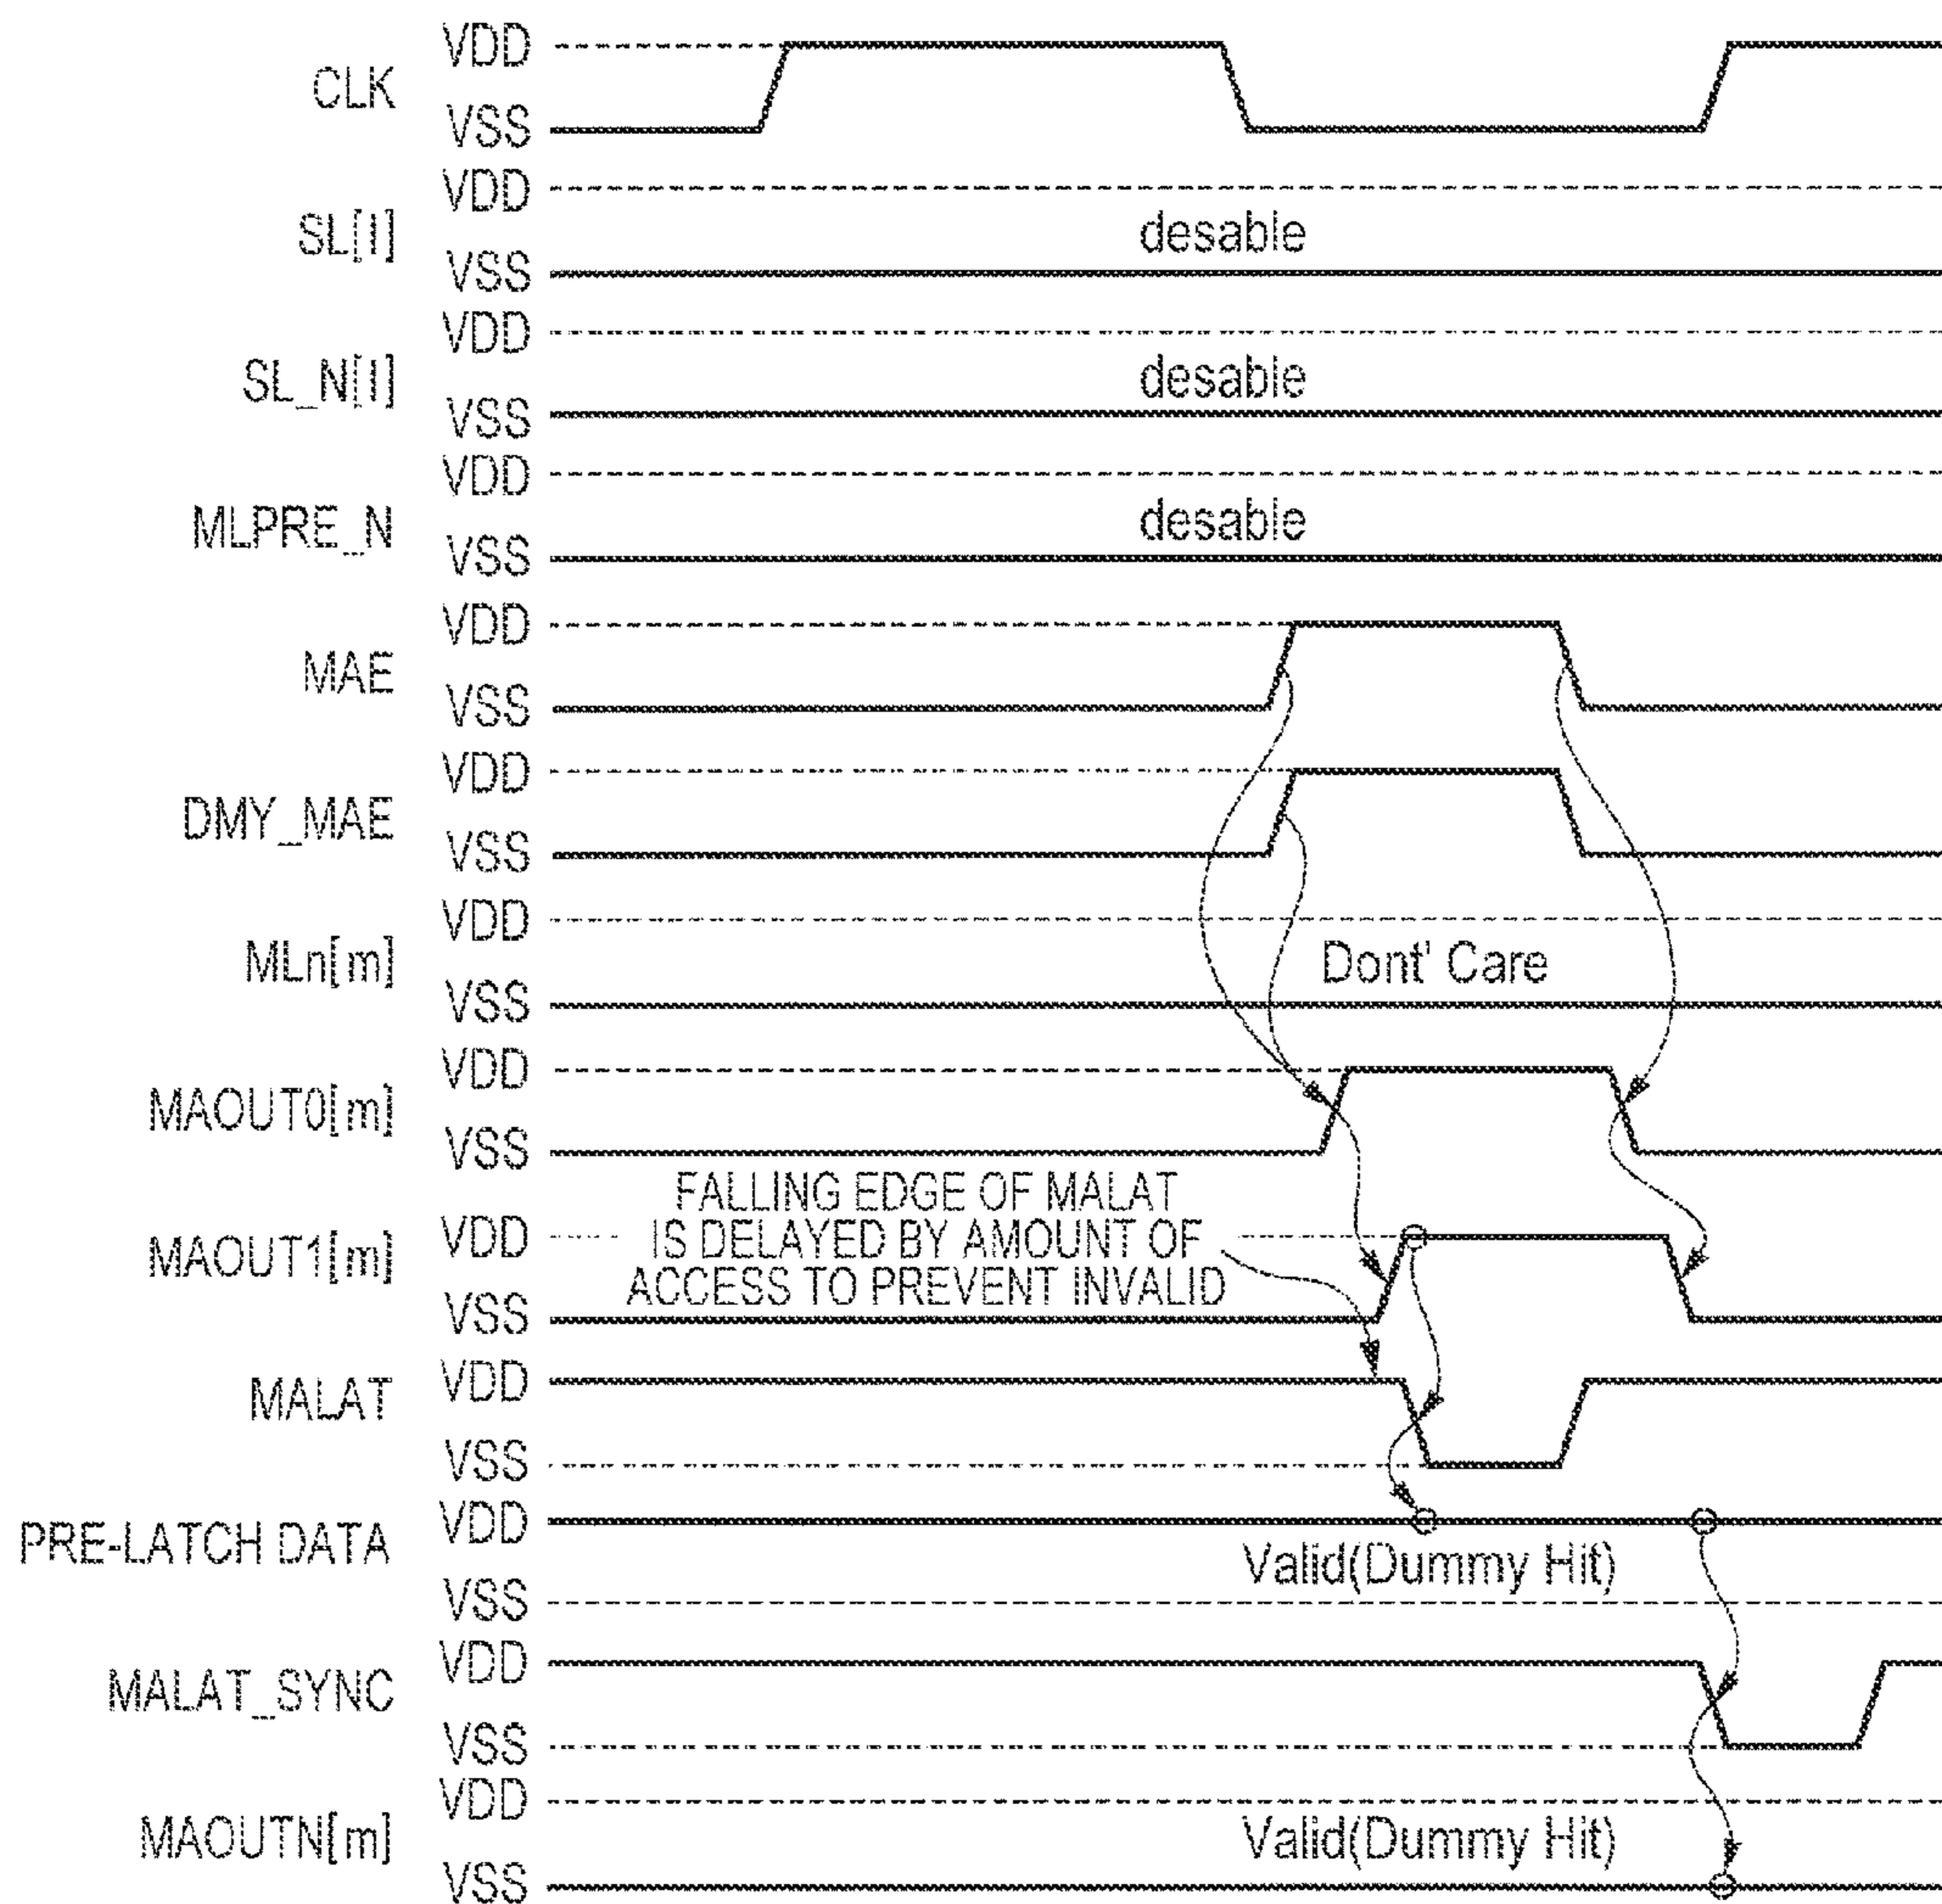 VDD
CLK
VSS
VDD
SL[l] desable
VSS
VDD
SL_N[l] desable
VSS
VDD
MLPRE_N desable
VSS
VDD
MAE
VSS
VDD
DMY_MAE
VSS
VDD
MLn[m] Dont' Care
VSS
VDD
MAOUT0[m]
VSS
FALLING EDGE OF MALAT
VDD IS DELAYED BY AMOUNT OF
MAOUT1[m]
ACCESS TO PREVENT INVALID
VSS
VDD
MALAT
VSS
VDD
PRE-LATCH DATA Valid(Dummy Hit)
VSS
VDD
MALAT_SYNC
VSS
VDD
MAOUTN[m] Valid(Dummy Hit)
VSS